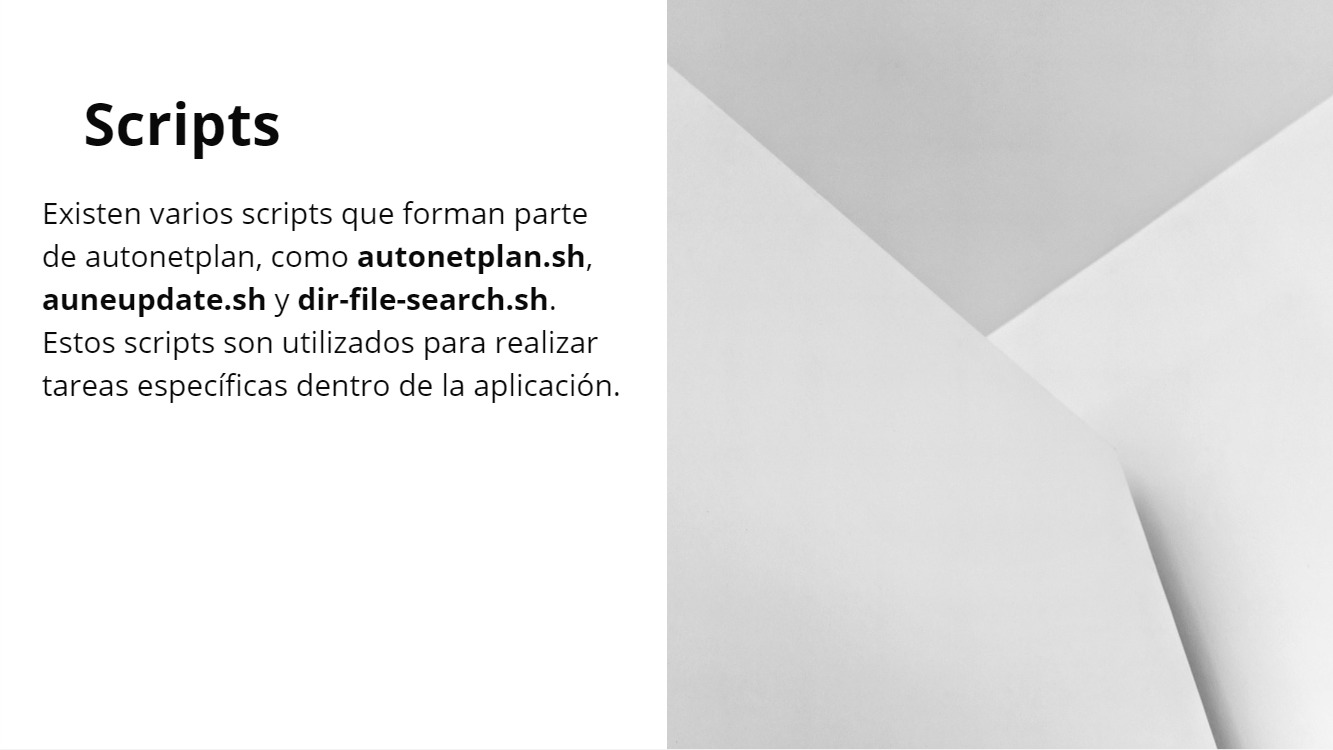 Scripts
Existen varios scripts que forman parte
de autonetplan, como autonetplan.sh,
auneupdate.sh y dir-file-search.sh.
Estos scripts son utilizados para realizar
tareas específicas dentro de la aplicación.